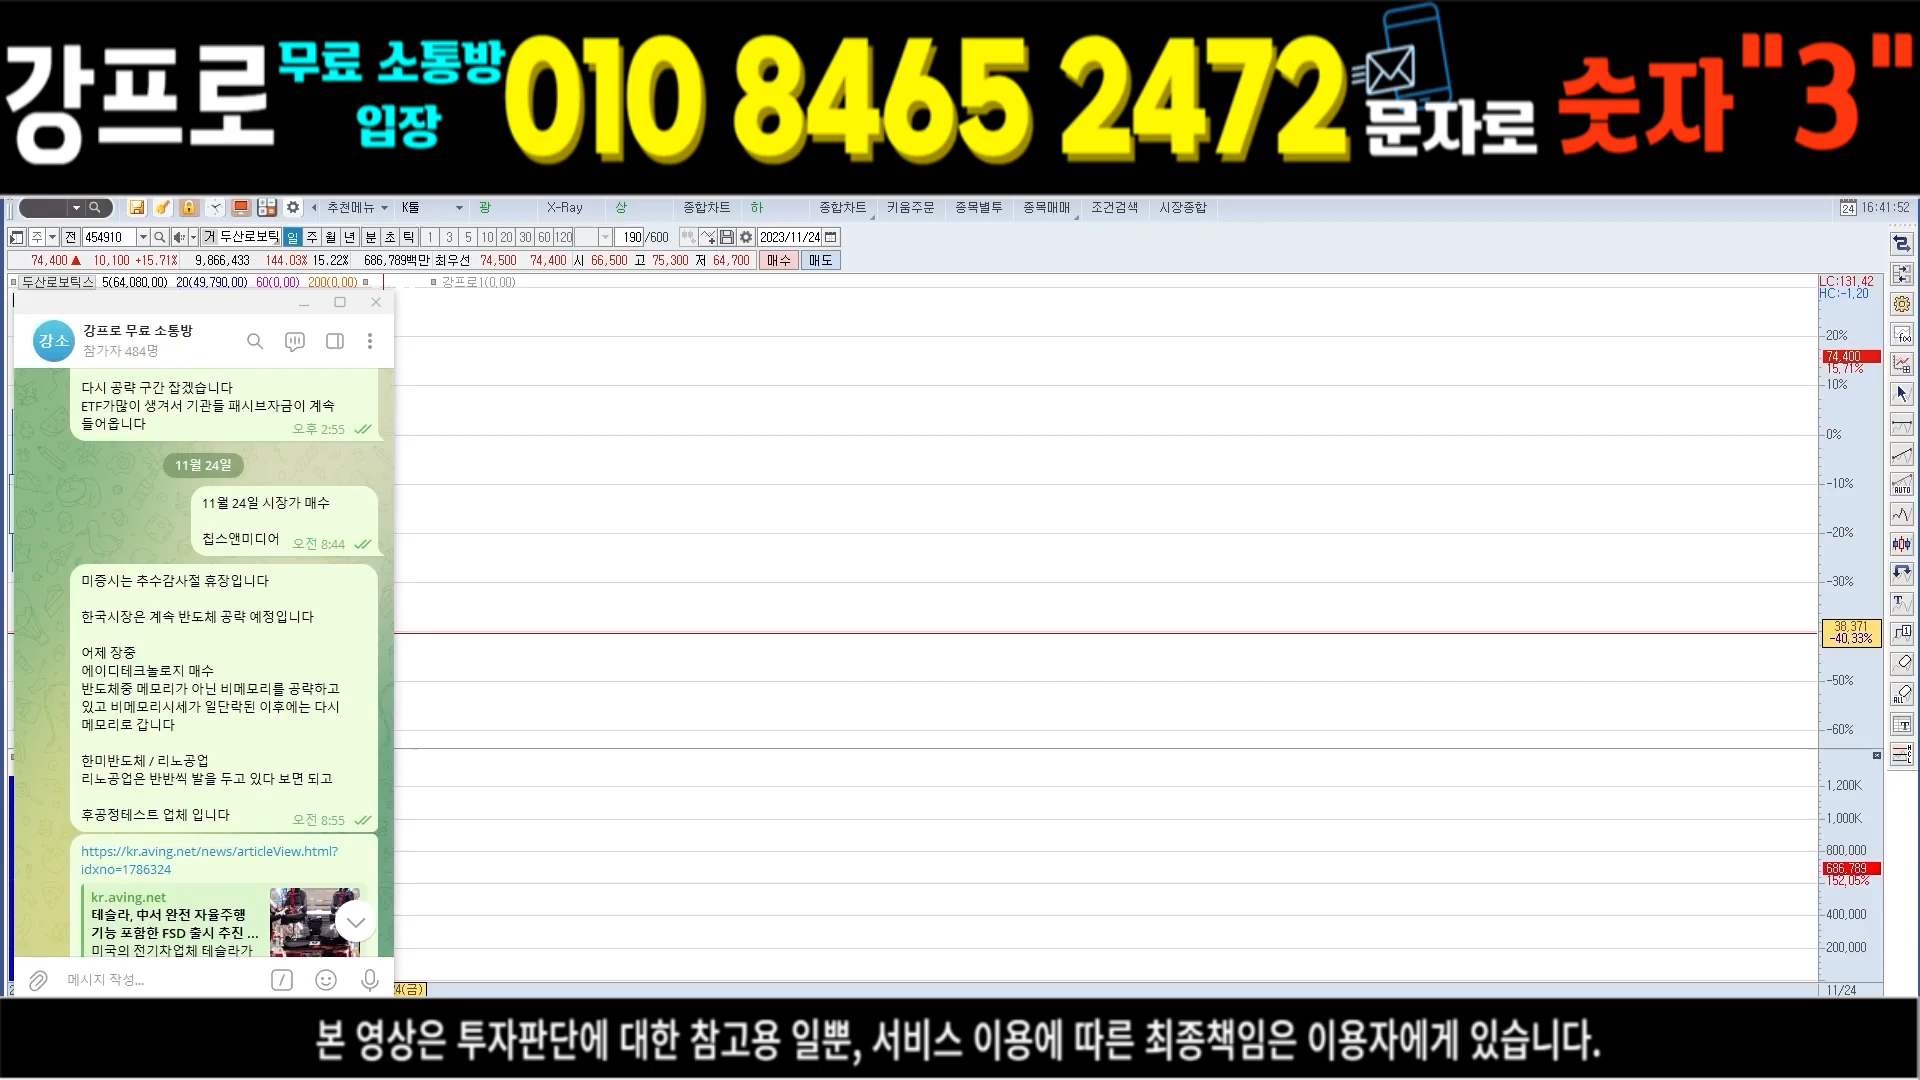 강프로 무료 소통방 입장 010 8465 2472 문자로 숫자"3"
추천메뉴 K톨 광 X-Ray 상 종합차트 하 종합차트 키움주문 종목별투 종목매매 조건검색 시장종합 24 16:41:52
주 전 454910 거 두산로보틱 일 주 월 년 분 초 틱 1 3 5 10 20 30 60 120 190 /600 2023/11/24
74,400 ▲ 10,100 +15.71% 9,866,433 144.03% 15.22% 686,789백만 최우선 74,500 74,400 시 66,500 고 75,300 저 64,700 매수 매도
두산로보틱스 5(64,080,00) 20(49,790,00) 60(0,00) 200(0,00) 강프로1(0,00)
LC:131,42
HC:-1,20
강소
강프로 무료 소통방
참가자 484명
다시 공략 구간 잡겠습니다
ETF가많이 생겨서 기관들 패시브자금이 계속
들어옵니다
오후 2:55
11월 24일
11월 24일 시장가 매수
칩스앤미디어
오전 8:44
미증시는 추수감사절 휴장입니다
한국시장은 계속 반도체 공략 예정입니다
어제 장중
에이디테크놀로지 매수
반도체중 메모리가 아닌 비메모리를 공략하고
있고 비메모리시세가 일단락된 이후에는 다시
메모리로 갑니다
한미반도체 / 리노공업
리노공업은 반반씩 발을 두고 있다 보면 되고
후공정테스트 업체 입니다
오전 8:55
https://kr.aving.net/news/articleView.html?
idxno=1786324
kr.aving.net
테슬라, 中서 완전 자율주행
기능 포함한 FSD 출시 추진 ...
미국의 전기차업체 테슬라가
메시지 작성...
20%
74,400
15,71%
10%
0%
-10%
-20%
-30%
38,371
-40,33%
-50%
-60%
1,200K
1,000K
800,000
686,789
152,05%
400,000
200,000
4(금)
11/24
AUTO
ALL
본 영상은 투자판단에 대한 참고용 일뿐, 서비스 이용에 따른 최종책임은 이용자에게 있습니다.